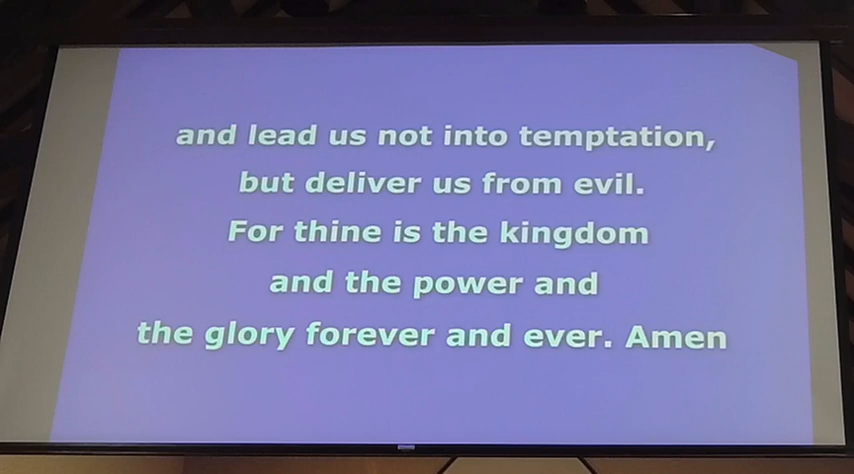 and lead us not into temptation,
but deliver us from evil.
For thine is the kingdom
and the power and
the glory forever and ever. Amen